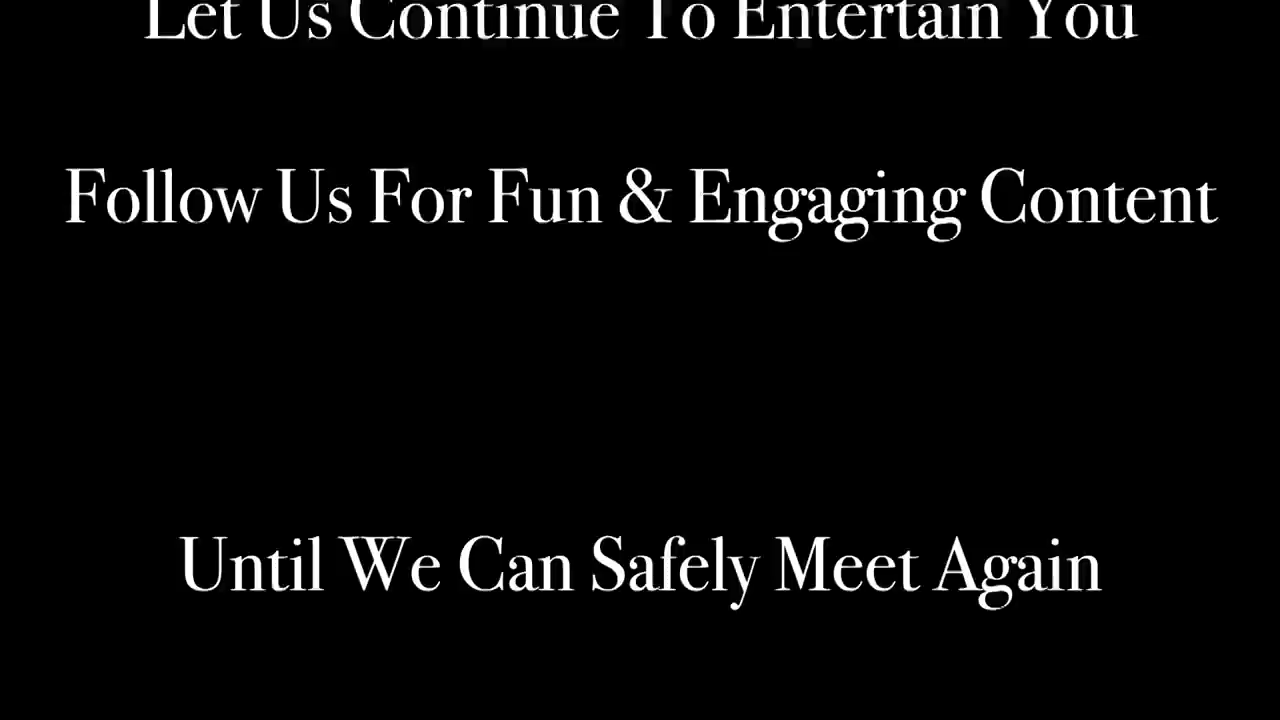 Let Us Continue To Entertain You
Follow Us For Fun & Engaging Content
Until We Can Safely Meet Again